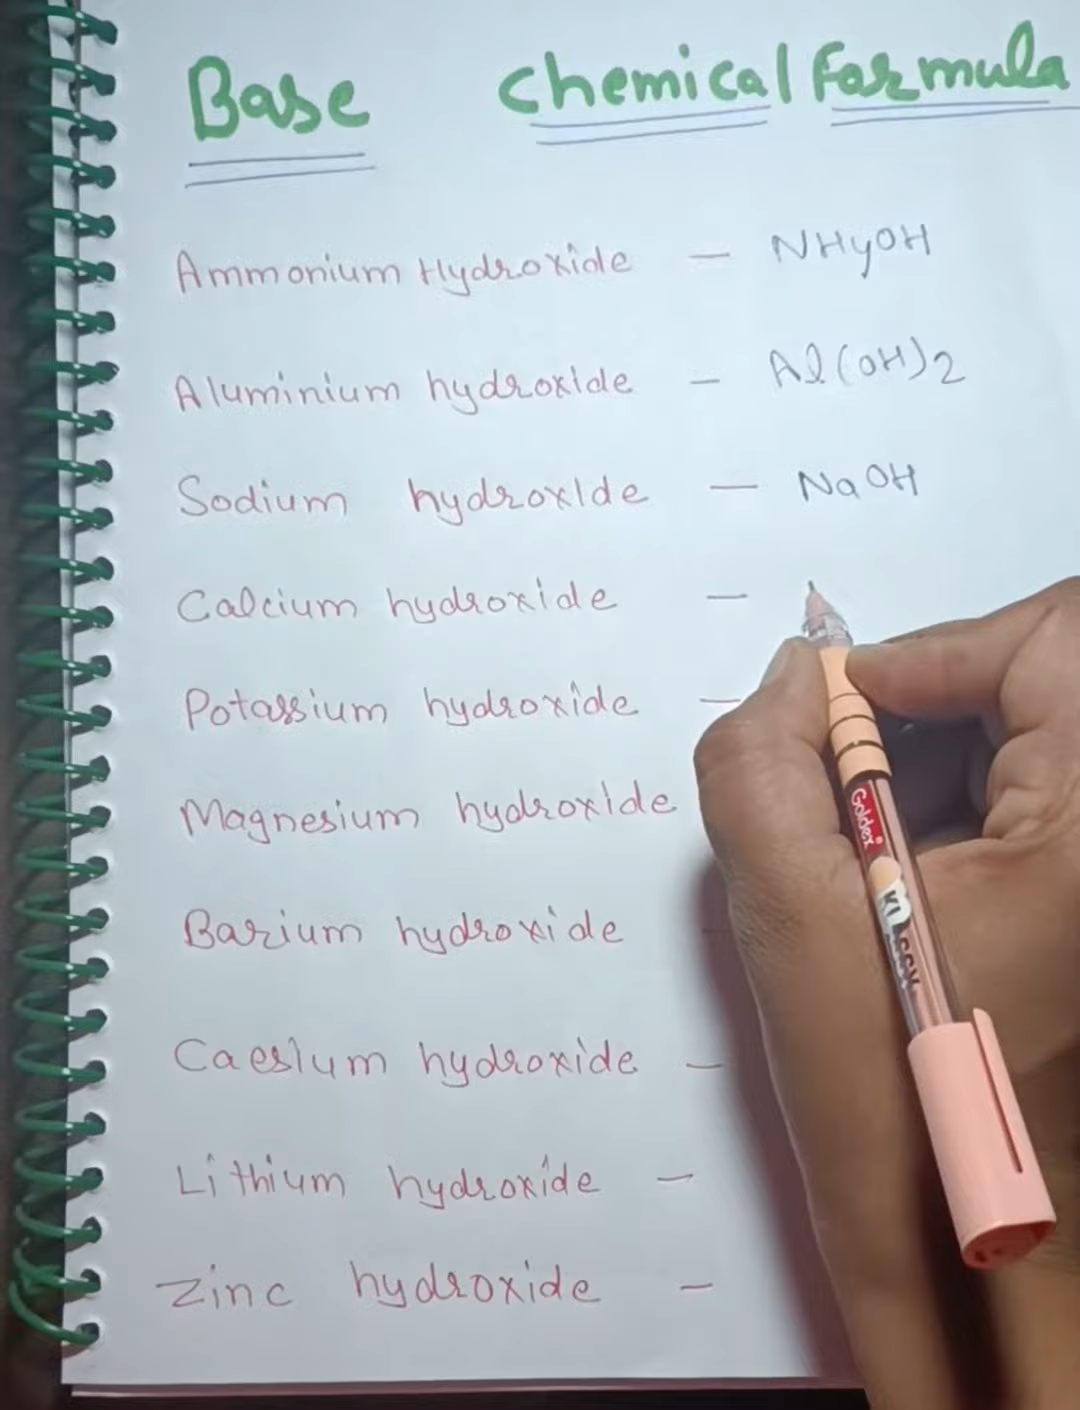 Base Chemical Formula
Ammonium Hydroxide — NH4OH
Aluminium hydroxide — Al(OH)2
Sodium hydroxide — NaOH
Calcium hydroxide —
Potassium hydroxide —
Magnesium hydroxide
Barium hydroxide
Caesium hydroxide —
Lithium hydroxide —
Zinc hydroxide —
Goldex